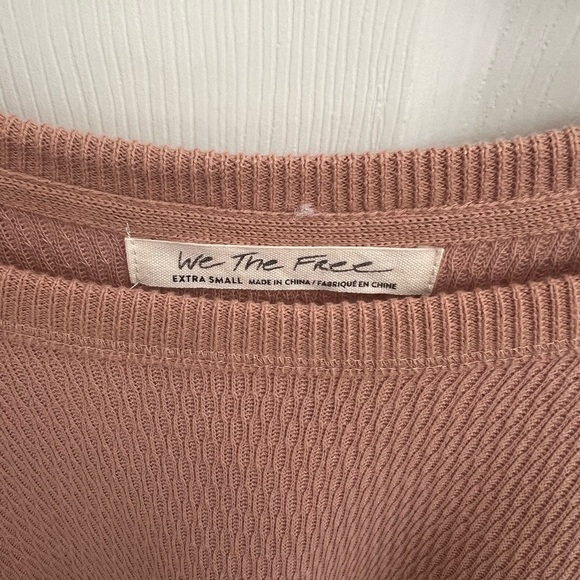 We The Free
EXTRA SMALL MADE IN CHINA / FABRIQUÉ EN CHINE